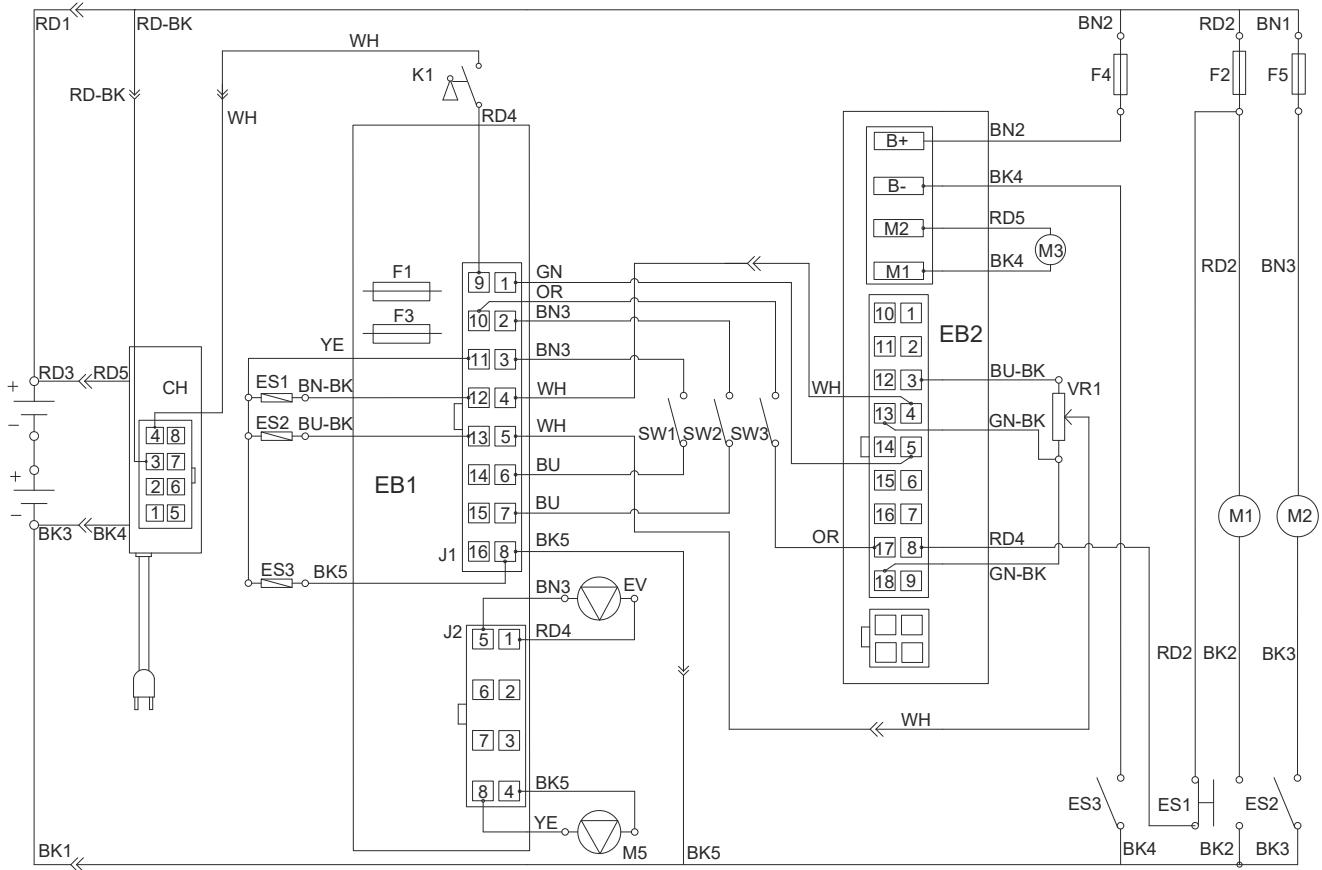 RD1
RD-BK
WH
BN2
RD2
BN1
K1
F4
F2
F5
RD-BK
WH
RD4
B+
BN2
B-
BK4
M2
RD5
M3
M1
BK4
RD2
BN3
F1
9 1
GN
OR
F3
10 2
BN3
10 1
EB2
YE
11 3
BN3
11 2
RD3
RD5
CH
ES1
BN-BK
12 4
WH
WH
12 3
BU-BK
VR1
+
-
ES2
BU-BK
13 5
WH
SW1
SW2
SW3
13 4
GN-BK
4 8
3 7
2 6
1 5
14 5
+
-
EB1
14 6
BU
15 6
15 7
BU
16 7
M1
M2
BK3
BK4
J1
16 8
BK5
OR
17 8
RD4
ES3
BK5
18 9
GN-BK
BN3
EV
J2
5 1
RD4
RD2
BK2
BK3
6 2
WH
7 3
8 4
BK5
ES3
ES1
ES2
YE
M5
BK1
BK5
BK4
BK2
BK3